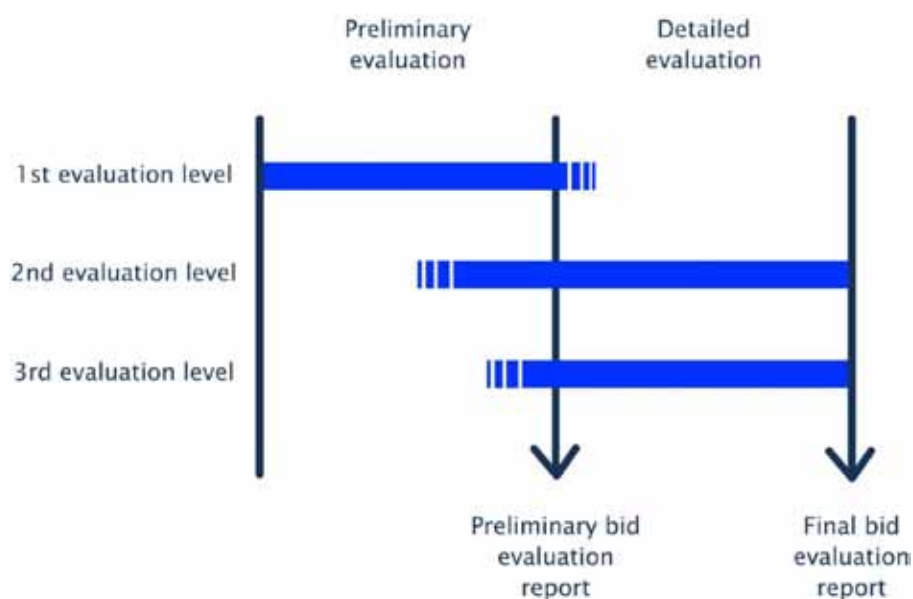 Preliminary
evaluation
Detailed
evaluation
1st evaluation level
2nd evaluation level
3rd evaluation level
Preliminary bid
evaluation
report
Final bid
evaluation
report